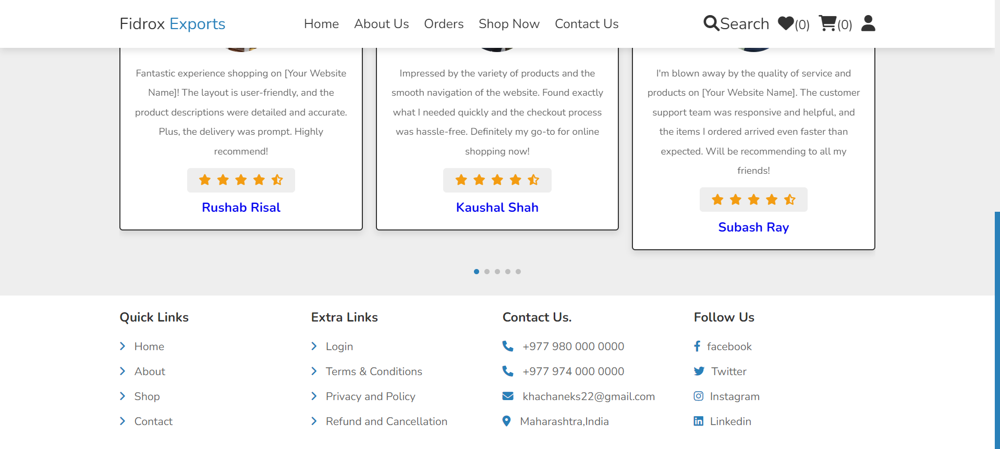 Fidrox Exports
Home About Us Orders Shop Now Contact Us
Search (0) (0)
Fantastic experience shopping on [Your Website
Name]! The layout is user-friendly, and the
product descriptions were detailed and accurate.
Plus, the delivery was prompt. Highly
recommend!
Rushab Risal
Impressed by the variety of products and the
smooth navigation of the website. Found exactly
what I needed quickly and the checkout process
was hassle-free. Definitely my go-to for online
shopping now!
Kaushal Shah
I'm blown away by the quality of service and
products on [Your Website Name]. The customer
support team was responsive and helpful, and
the items I ordered arrived even faster than
expected. Will be recommending to all my
friends!
Subash Ray
Quick Links
Home
About
Shop
Contact
Extra Links
Login
Terms & Conditions
Privacy and Policy
Refund and Cancellation
Contact Us.
+977 980 000 0000
+977 974 000 0000
khachaneks22@gmail.com
Maharashtra,India
Follow Us
facebook
Twitter
Instagram
Linkedin